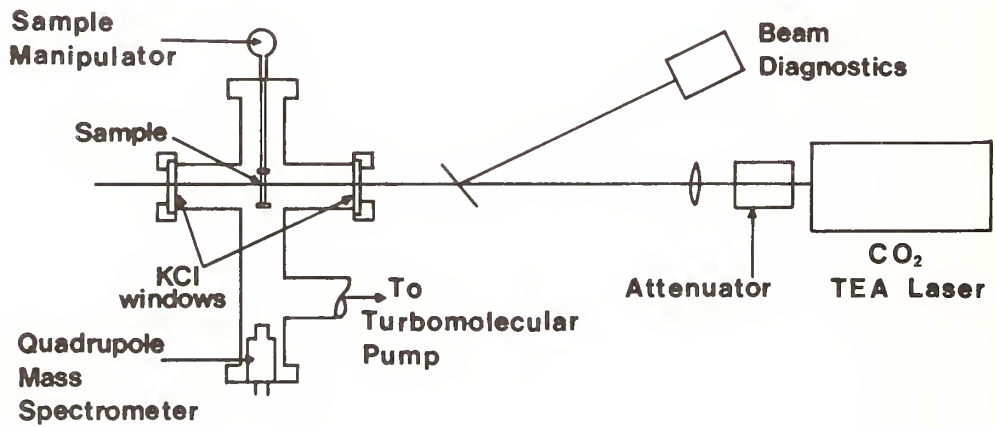 Sample
Manipulator
Beam
Diagnostics
Sample
KCl
windows
Attenuator
CO₂
TEA Laser
To
Turbomolecular
Pump
Quadrupole
Mass
Spectrometer